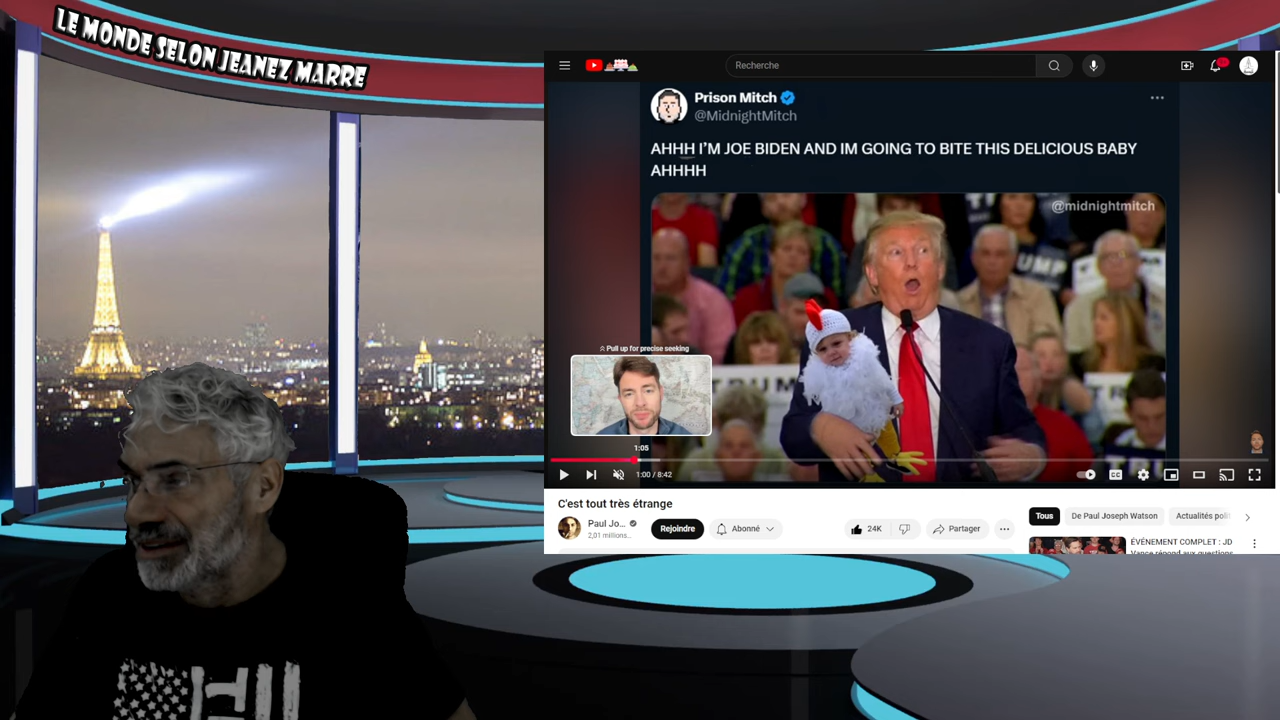 LE MONDE SELON JEANEZ MARRE
Recherche
Prison Mitch
@MidnightMitch
AHHH I'M JOE BIDEN AND IM GOING TO BITE THIS DELICIOUS BABY
AHHHH
@midnightmitch
TRUMP
Pull up for precise seeking
1:05
1:00 / 8:42
CC
C'est tout très étrange
Paul Jo...
2,01 millions...
Rejoindre
Abonné
24K
Partager
Tous
De Paul Joseph Watson
Actualités poli
ÉVÉNEMENT COMPLET : JD
Vance répond aux questions